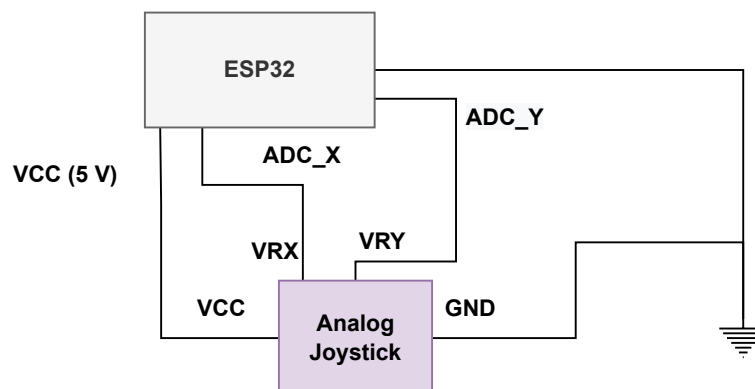 ESP32
ADC_Y
ADC_X
VCC (5 V)
VRY
VRX
VCC
GND
Analog
Joystick